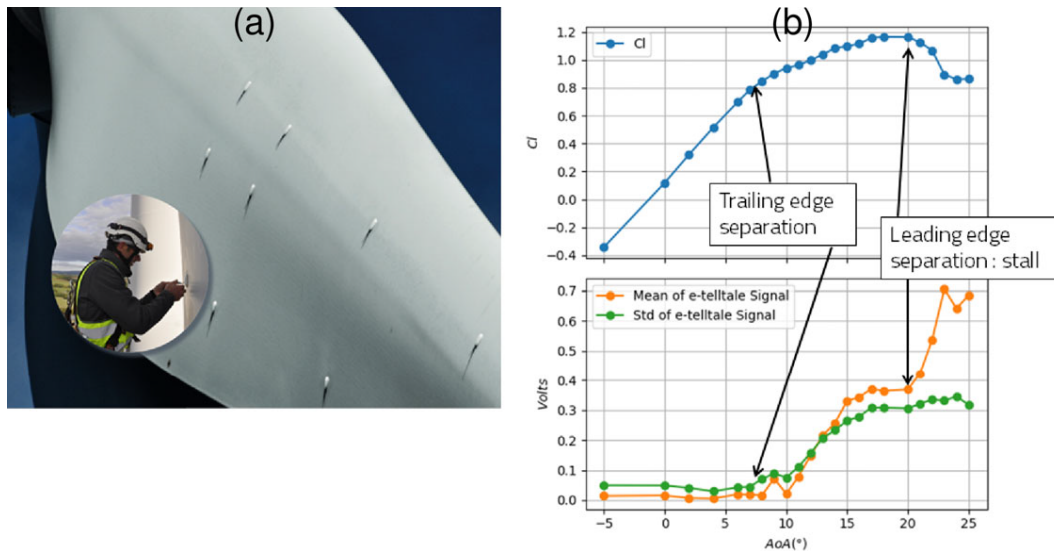 (a)
(b)
1.2
1.0
0.8
0.6
0.4
0.2
0.0
−0.2
−0.4
Cl
Cl
Trailing edge
separation
Leading edge
separation : stall
0.7
0.6
0.5
0.4
0.3
0.2
0.1
0.0
Volts
Mean of e-telltale Signal
Std of e-telltale Signal
−5
0
5
10
15
20
25
AoA(°)